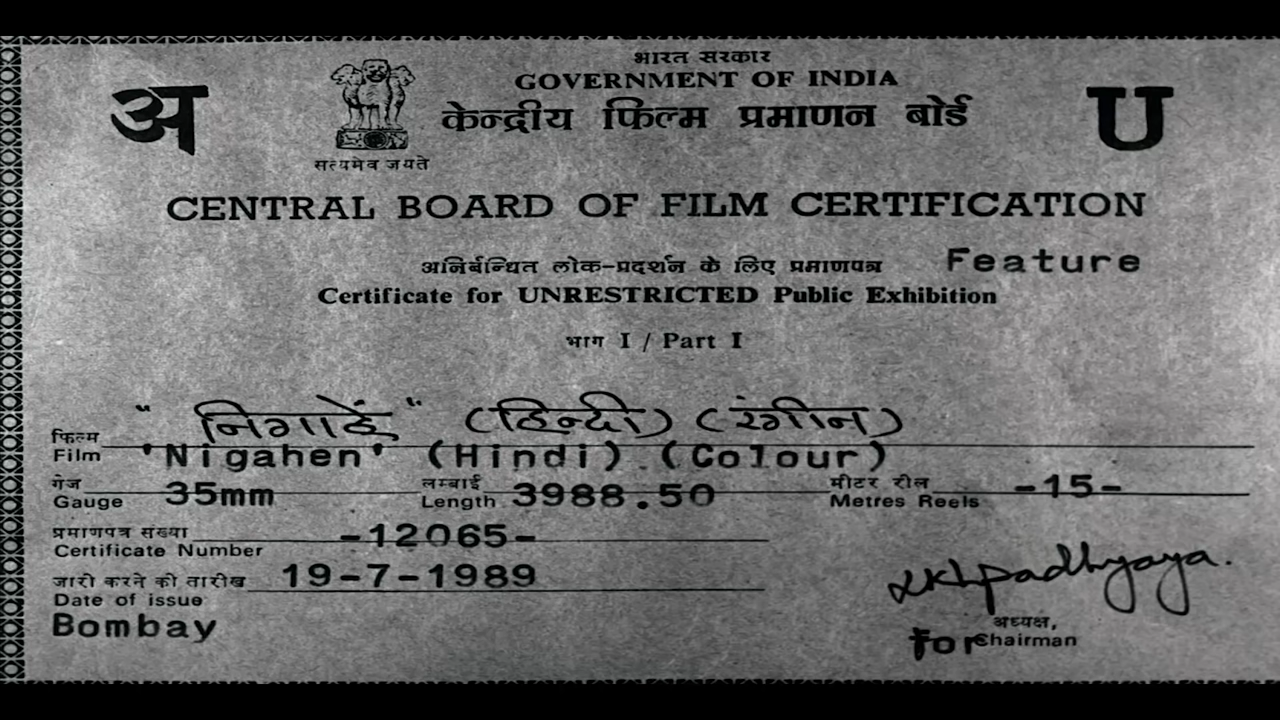 भारत सरकार
GOVERNMENT OF INDIA
अ केन्द्रीय फिल्म प्रमाणन बोर्ड U
सत्यमेव जयते
CENTRAL BOARD OF FILM CERTIFICATION
अनिर्बन्धित लोक-प्रदर्शन के लिए प्रमाणपत्र Feature
Certificate for UNRESTRICTED Public Exhibition
भाग I / Part I
फिल्म " निगाहें " (हिन्दी) (रंगीन)
Film 'Nigahen' (Hindi) (Colour)
गेज लम्बाई मीटर रील
Gauge 35mm Length 3988.50 Metres Reels -15-
प्रमाणपत्र संख्या
Certificate Number -12065-
जारी करने की तारीख 19-7-1989
Date of issue
Bombay
अध्यक्ष,
for Chairman